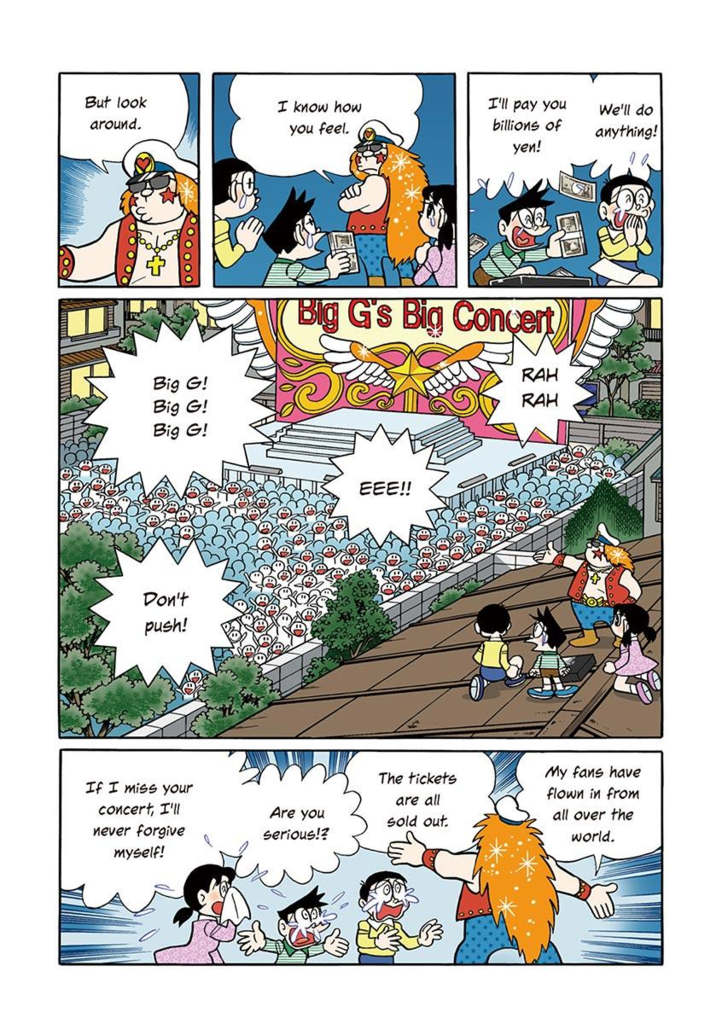 We'll do
anything!
I'll pay you
billions of
yen!
I know how
you feel.
But look
around.
Big G's Big Concert
RAH
RAH
Big G!
Big G!
Big G!
EEE!!
Don't
push!
My fans have
flown in from
all over the
world.
The tickets
are all
sold out.
Are you
serious!?
If I miss your
concert, I'll
never forgive
myself!